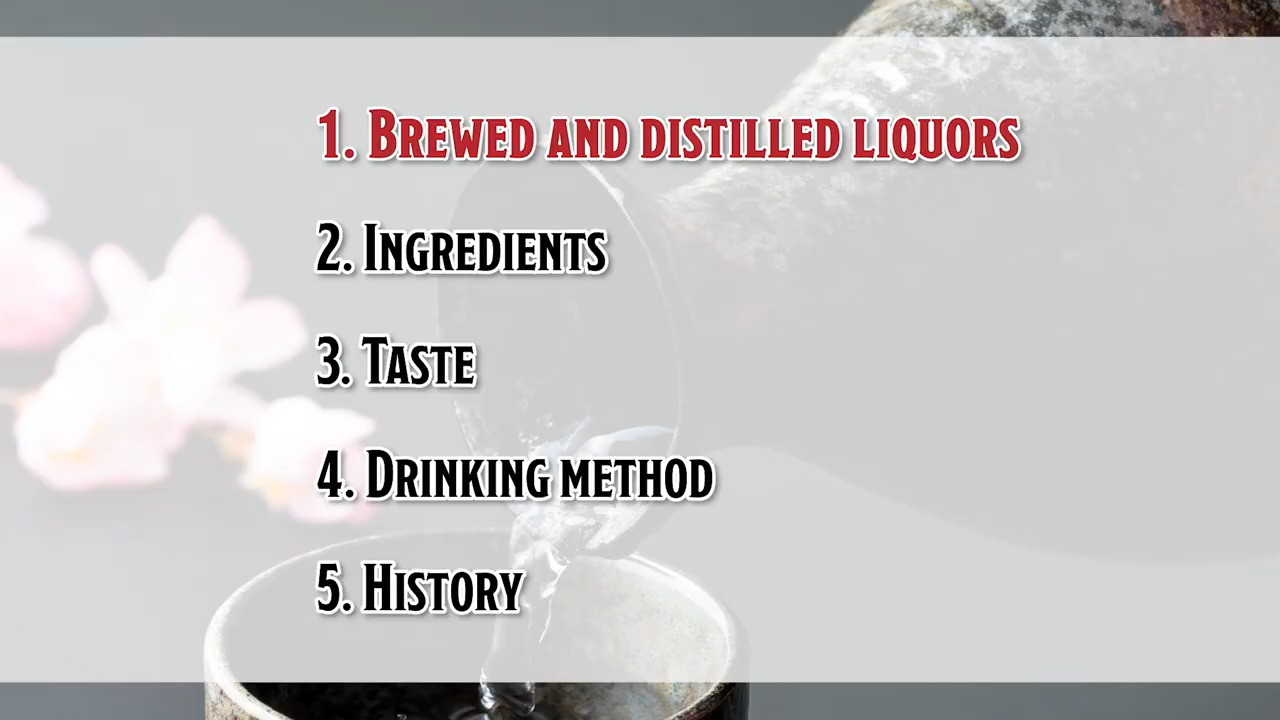 1. Brewed and distilled liquors
2. Ingredients
3. Taste
4. Drinking method
5. History